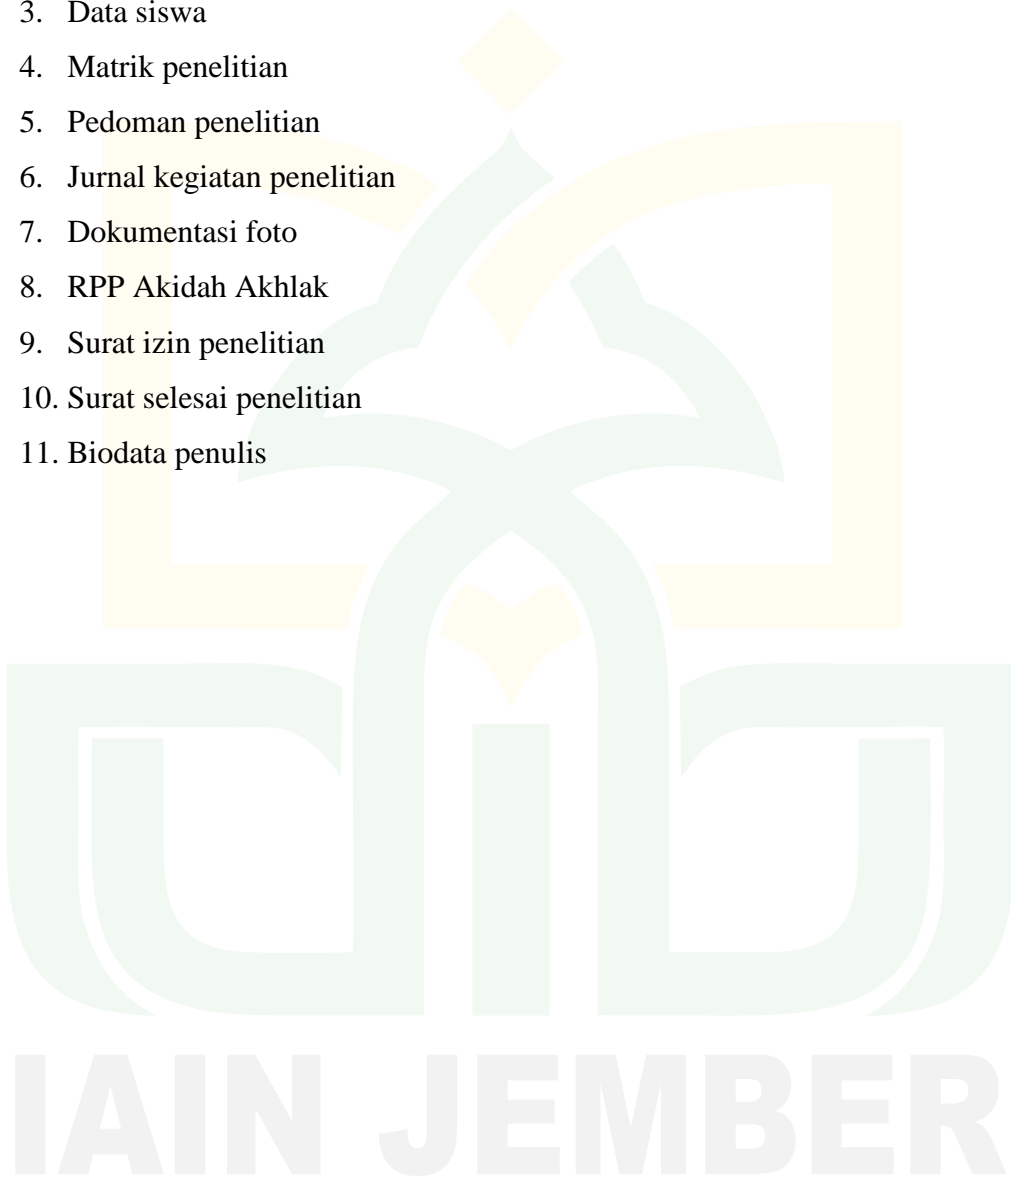 3. Data siswa
4. Matrik penelitian
5. Pedoman penelitian
6. Jurnal kegiatan penelitian
7. Dokumentasi foto
8. RPP Akidah Akhlak
9. Surat izin penelitian
10. Surat selesai penelitian
11. Biodata penulis
IAIN JEMBER